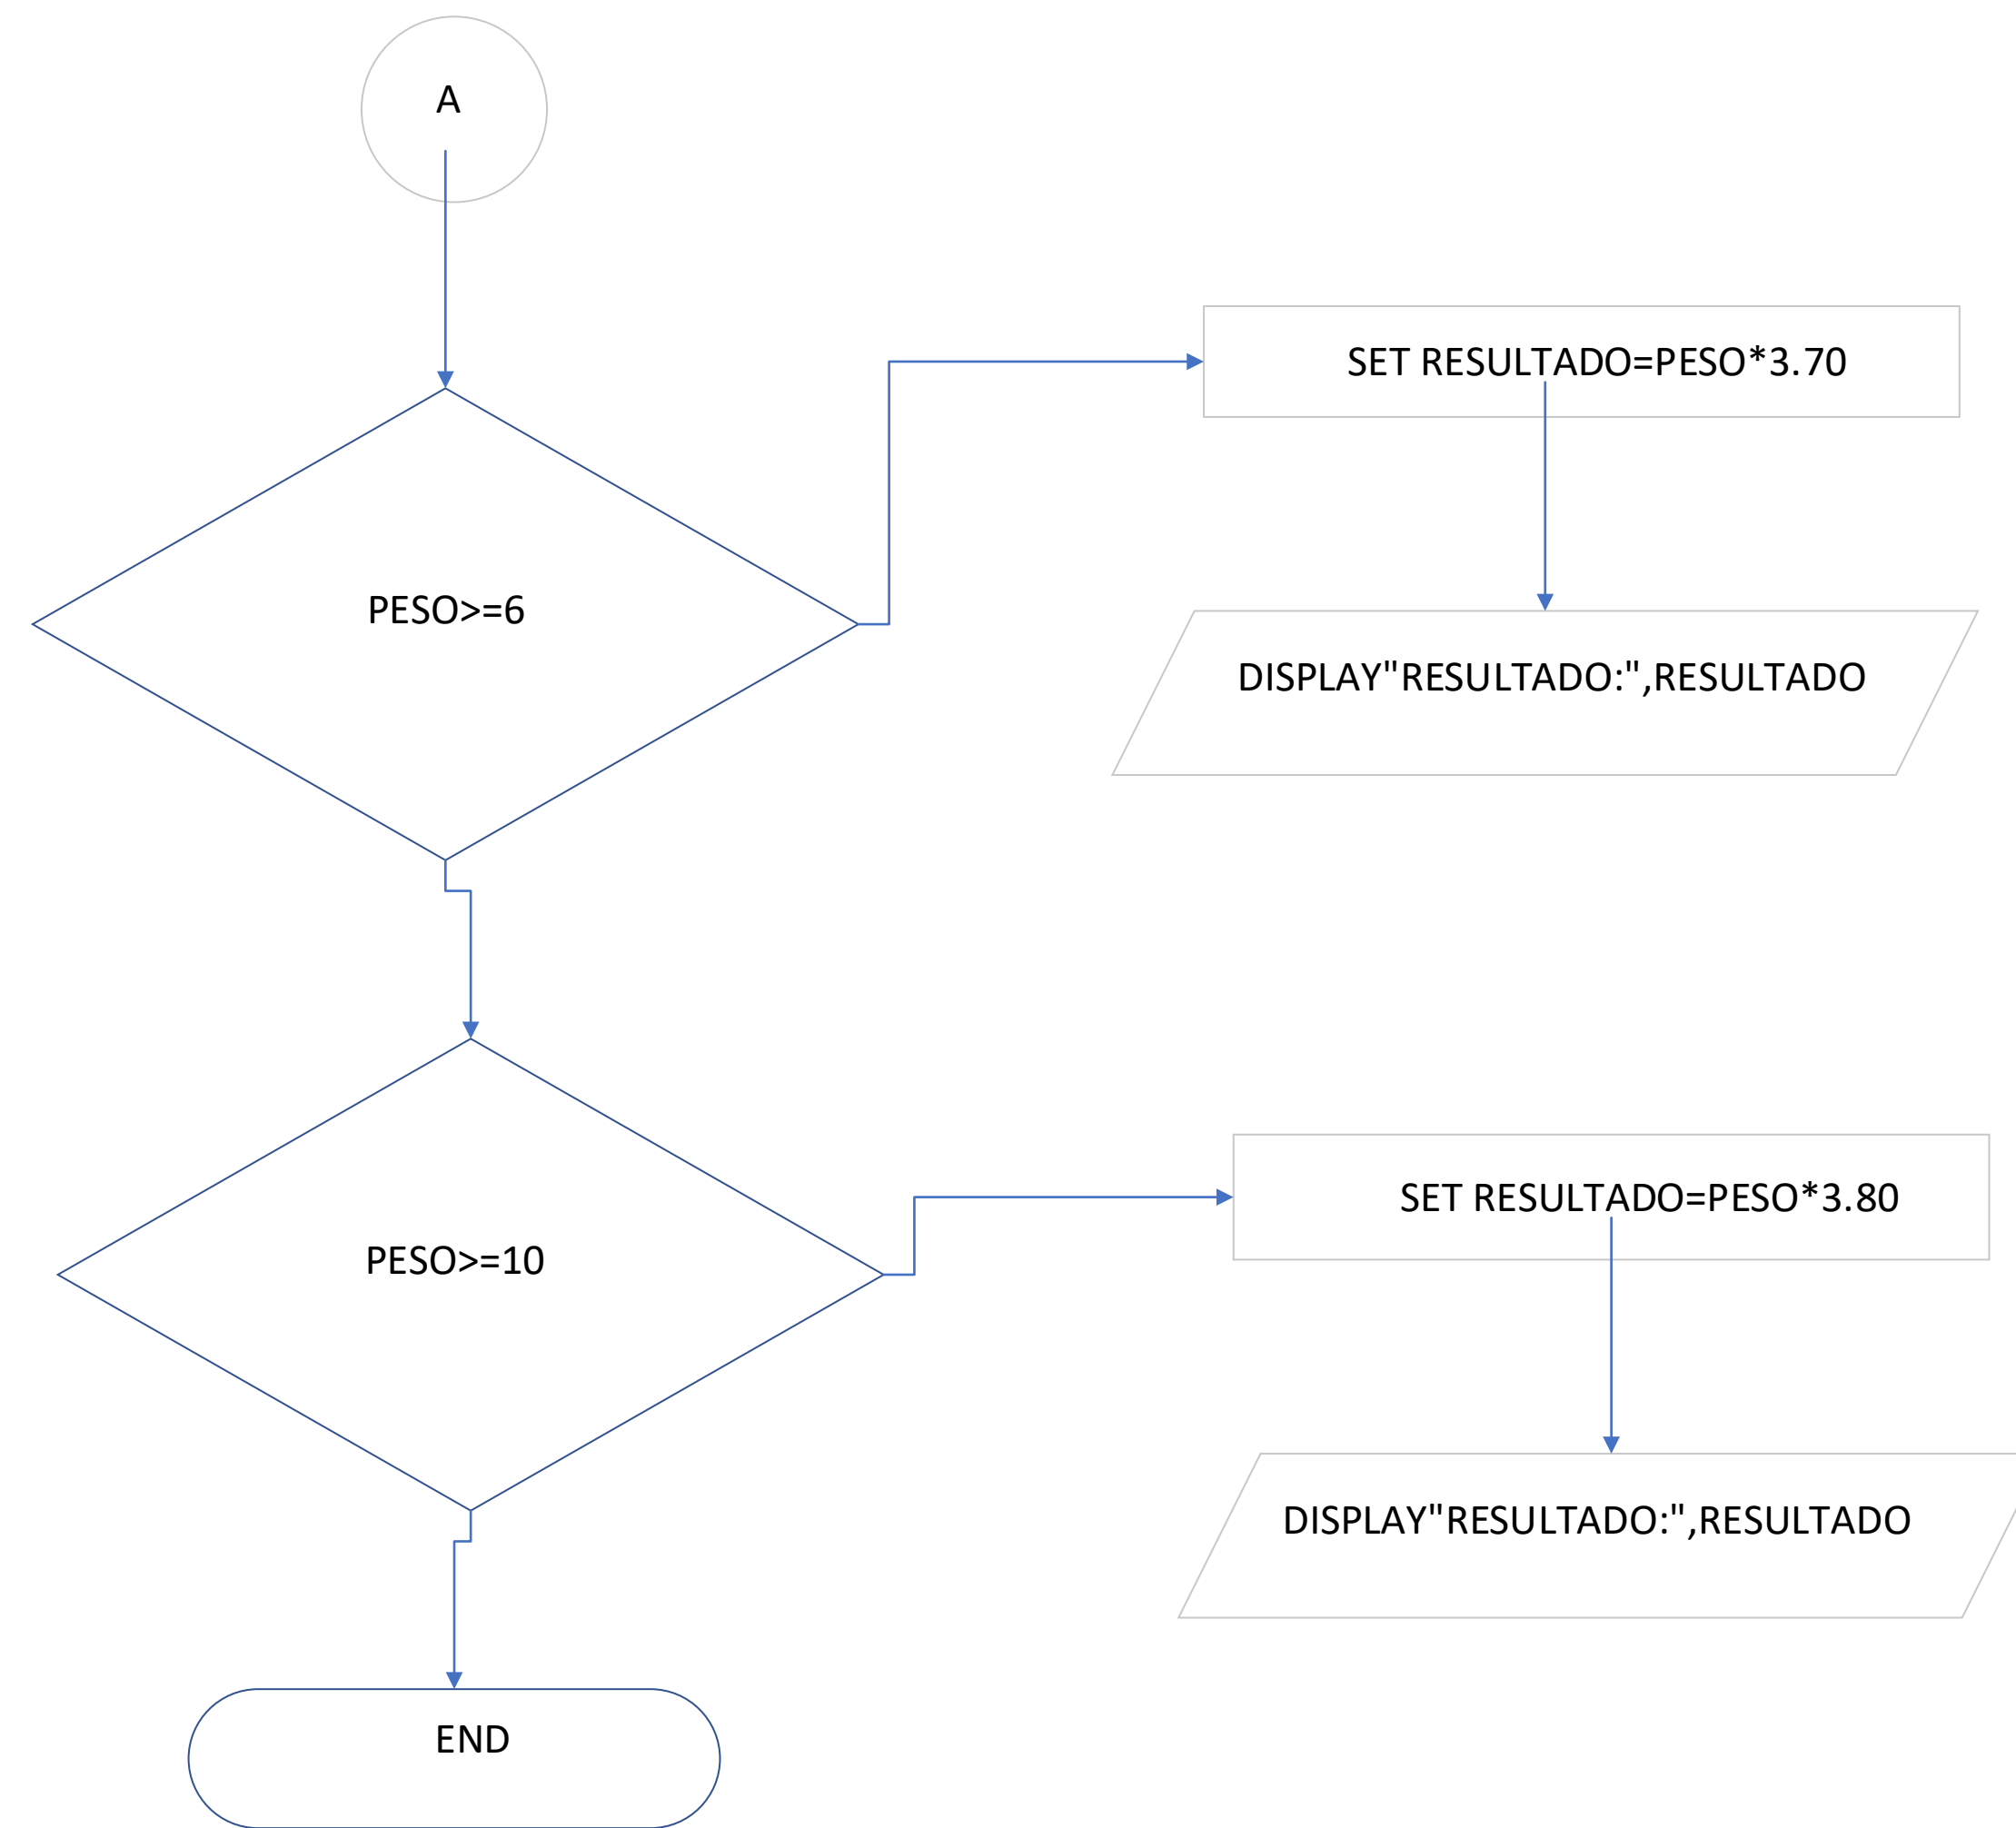 A
SET RESULTADO=PESO*3.70
PESO>=6
DISPLAY"RESULTADO:",RESULTADO
SET RESULTADO=PESO*3.80
PESO>=10
DISPLAY"RESULTADO:",RESULTADO
END